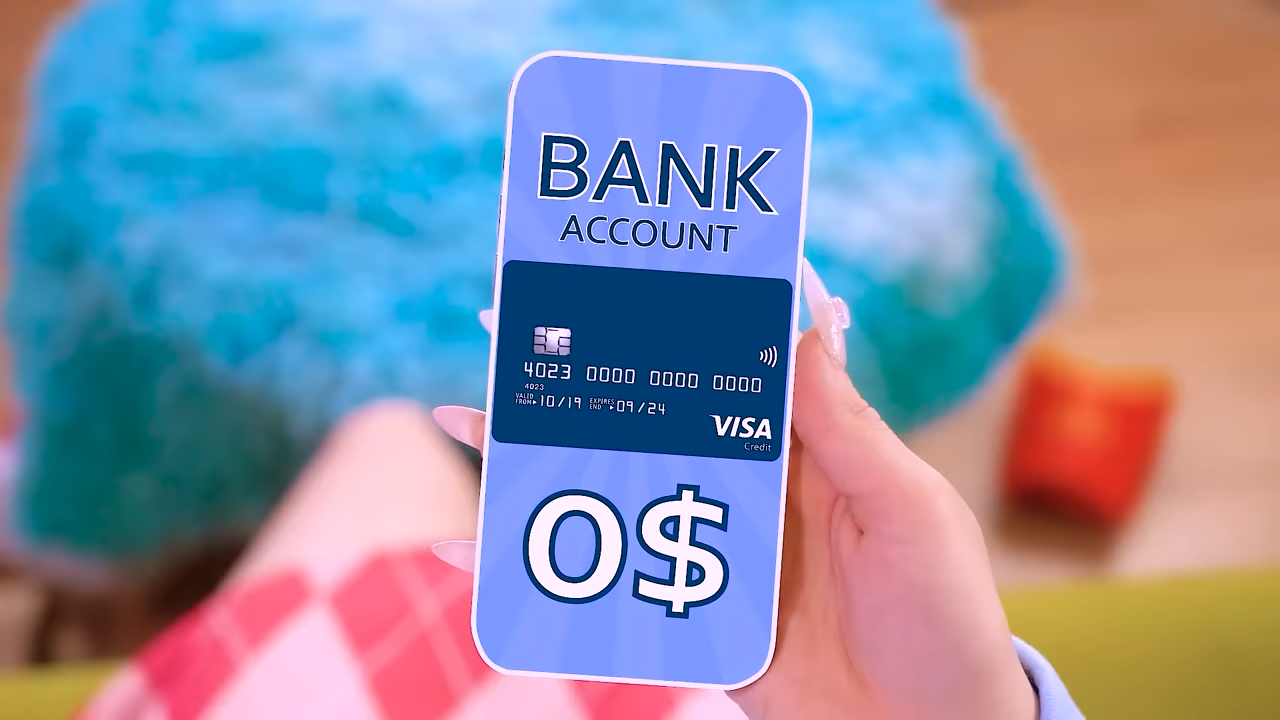 BANK
ACCOUNT
4023 0000 0000 0000
4023
VALID FROM 10/19 EXPIRES END 09/24
VISA
Credit
0$